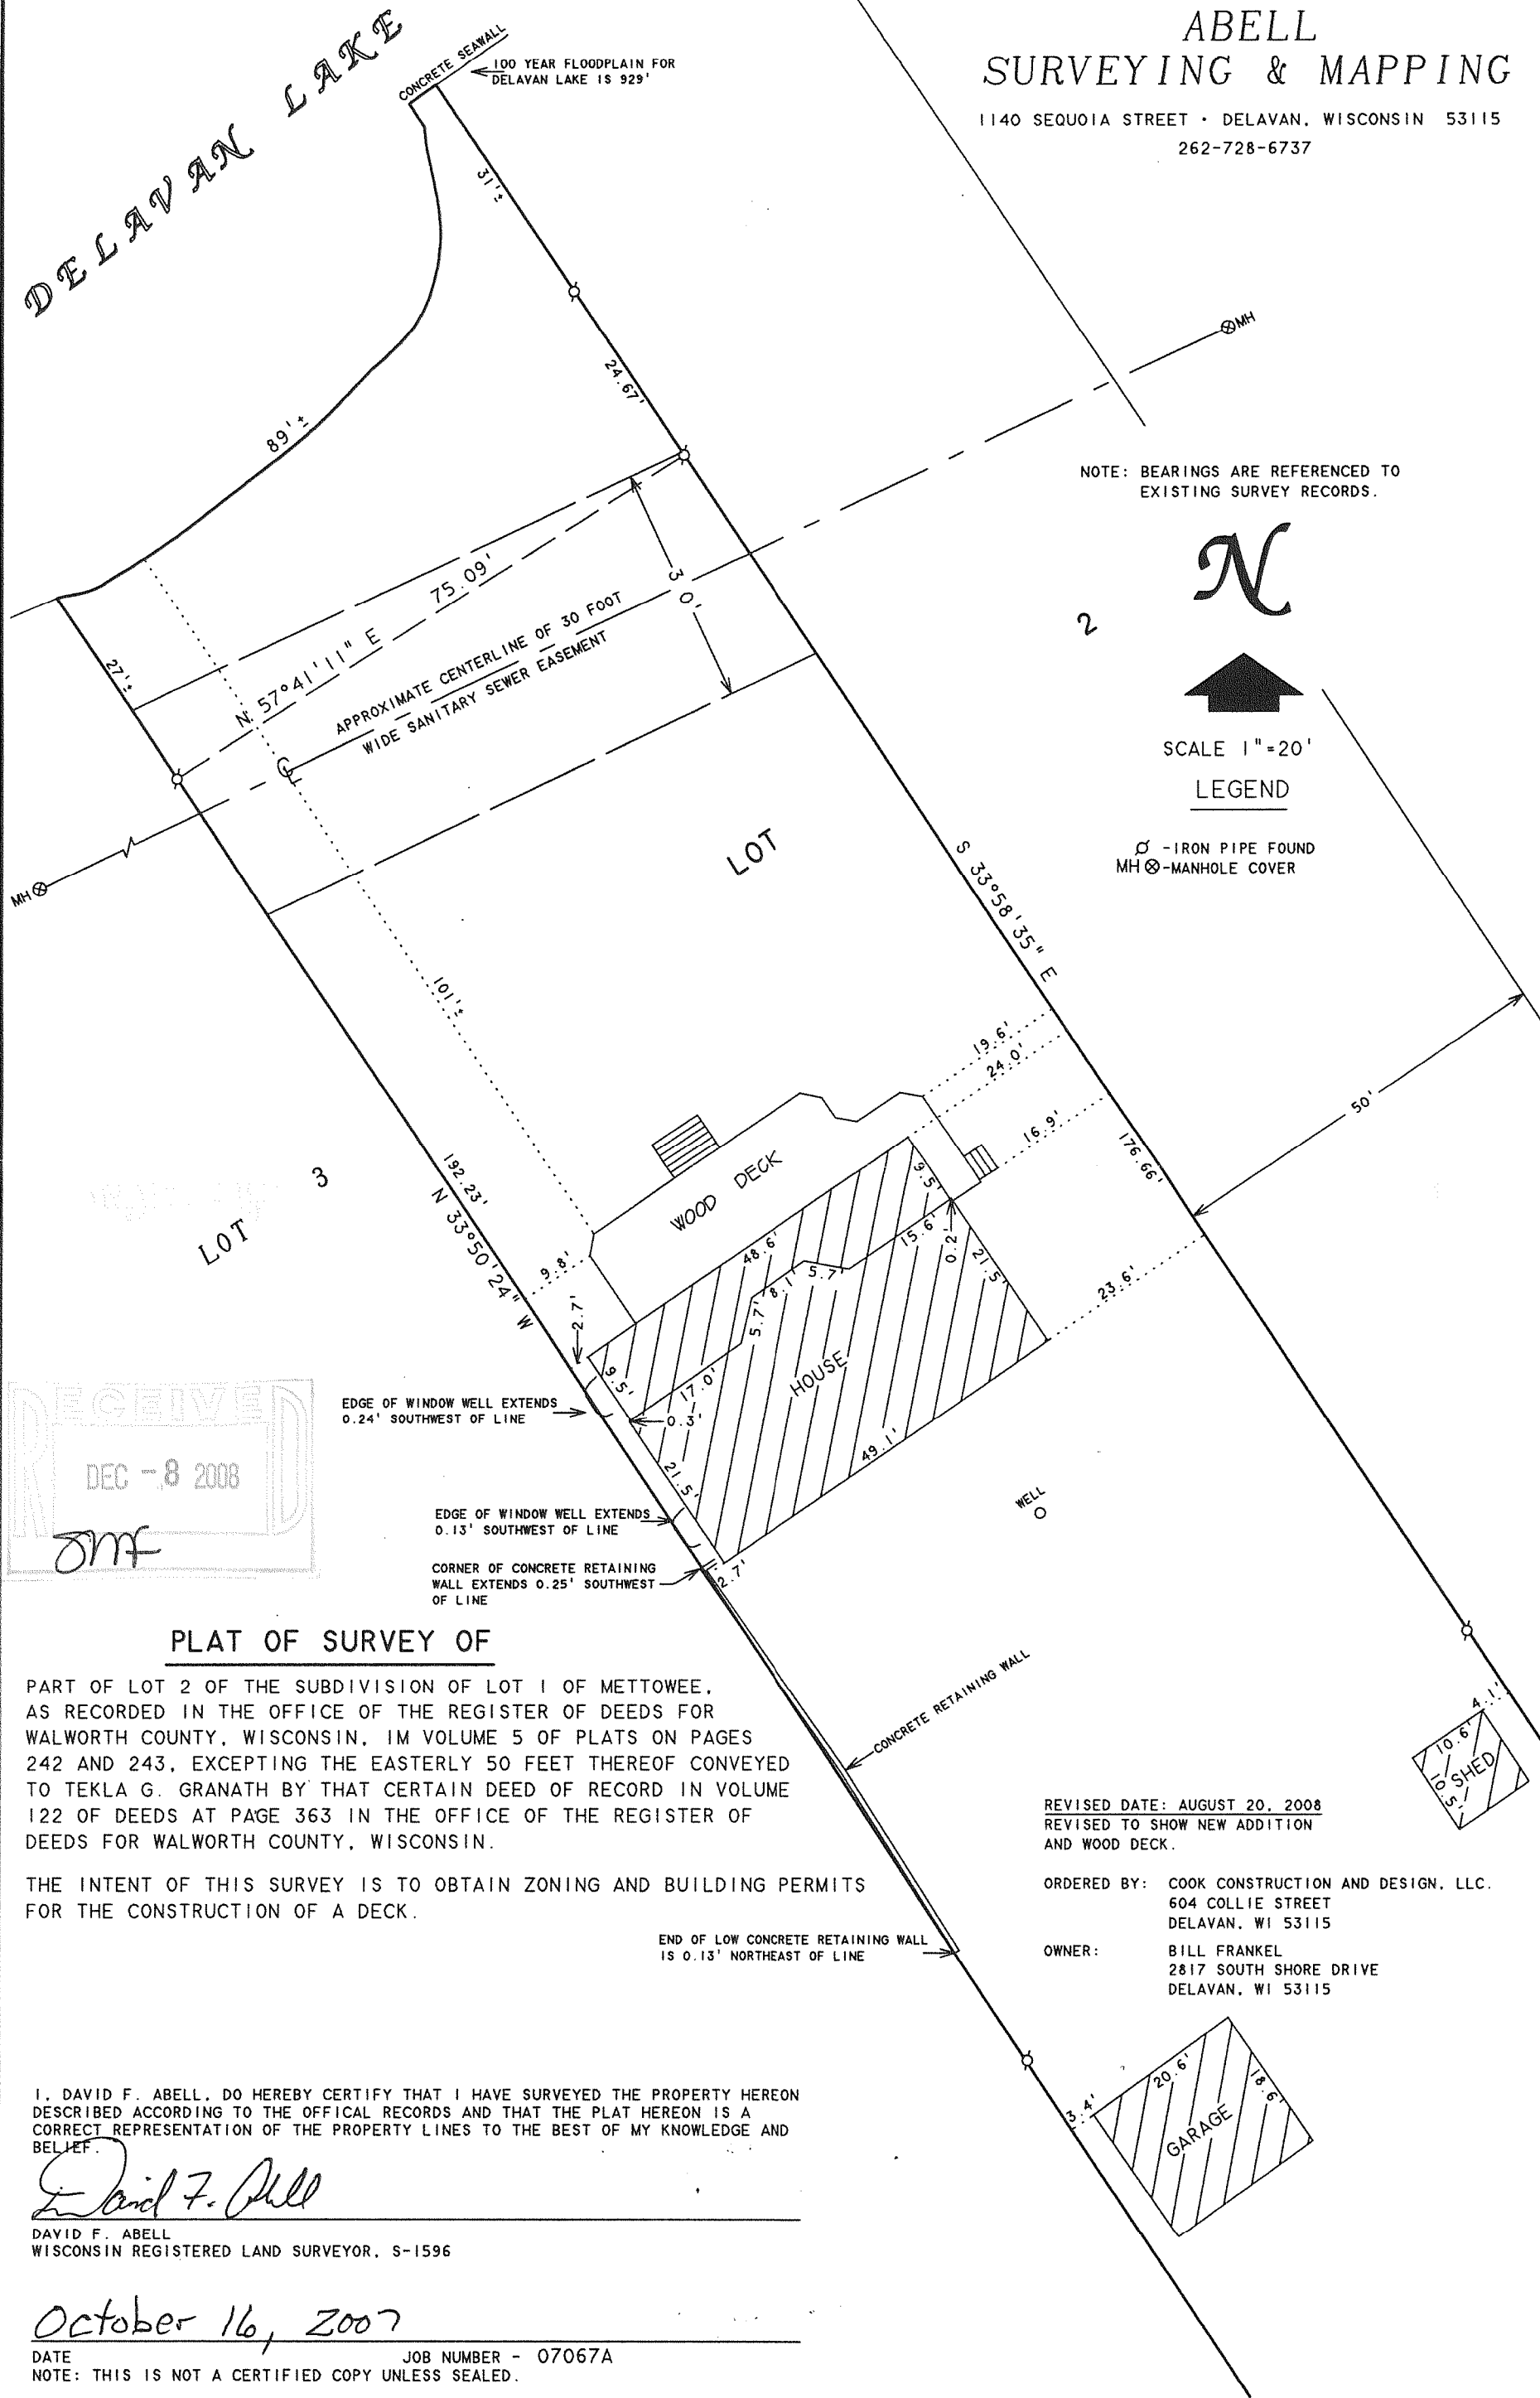 ABELL
SURVEYING & MAPPING
1140 SEQUOIA STREET • DELAVAN, WISCONSIN 53115
262-728-6737
DELAVAN LAKE
CONCRETE SEAWALL
100 YEAR FLOODPLAIN FOR
DELAVAN LAKE IS 929'
31'±
24.67'
MH
89'±
NOTE: BEARINGS ARE REFERENCED TO
EXISTING SURVEY RECORDS.
N
2
SCALE 1"=20'
LEGEND
-IRON PIPE FOUND
MH ⊗-MANHOLE COVER
75.09'
N. 57°41'11" E
30'
APPROXIMATE CENTERLINE OF 30 FOOT
WIDE SANITARY SEWER EASEMENT
27'±
℄
MH
LOT
S 33°58'35" E
101'±
19.6'
24.0'
16.9'
176.66'
50'
192.23'
N 33°50'24" W
LOT 3
WOOD DECK
9.8'
2.7'
48.6'
9.5'
15.6'
0.2'
21.5'
5.7'
8.1'
5.7'
17.0'
9.5'
0.3'
21.5'
HOUSE
49.1'
23.6'
2.7'
EDGE OF WINDOW WELL EXTENDS
0.24' SOUTHWEST OF LINE
RECEIVED
DEC -8 2008
EDGE OF WINDOW WELL EXTENDS
0.13' SOUTHWEST OF LINE
CORNER OF CONCRETE RETAINING
WALL EXTENDS 0.25' SOUTHWEST
OF LINE
WELL
CONCRETE RETAINING WALL
4.1'
10.6'
10.5'
SHED
PLAT OF SURVEY OF
PART OF LOT 2 OF THE SUBDIVISION OF LOT 1 OF METTOWEE,
AS RECORDED IN THE OFFICE OF THE REGISTER OF DEEDS FOR
WALWORTH COUNTY, WISCONSIN, IM VOLUME 5 OF PLATS ON PAGES
242 AND 243, EXCEPTING THE EASTERLY 50 FEET THEREOF CONVEYED
TO TEKLA G. GRANATH BY THAT CERTAIN DEED OF RECORD IN VOLUME
122 OF DEEDS AT PAGE 363 IN THE OFFICE OF THE REGISTER OF
DEEDS FOR WALWORTH COUNTY, WISCONSIN.
THE INTENT OF THIS SURVEY IS TO OBTAIN ZONING AND BUILDING PERMITS
FOR THE CONSTRUCTION OF A DECK.
REVISED DATE: AUGUST 20, 2008
REVISED TO SHOW NEW ADDITION
AND WOOD DECK.
ORDERED BY: COOK CONSTRUCTION AND DESIGN, LLC.
604 COLLIE STREET
DELAVAN, WI 53115
OWNER: BILL FRANKEL
2817 SOUTH SHORE DRIVE
DELAVAN, WI 53115
END OF LOW CONCRETE RETAINING WALL
IS 0.13' NORTHEAST OF LINE
3.4'
20.6'
18.6'
GARAGE
I, DAVID F. ABELL, DO HEREBY CERTIFY THAT I HAVE SURVEYED THE PROPERTY HEREON
DESCRIBED ACCORDING TO THE OFFICAL RECORDS AND THAT THE PLAT HEREON IS A
CORRECT REPRESENTATION OF THE PROPERTY LINES TO THE BEST OF MY KNOWLEDGE AND
BELIEF.
David F. Abell
DAVID F. ABELL
WISCONSIN REGISTERED LAND SURVEYOR, S-1596
October 16, 2007
DATE JOB NUMBER - 07067A
NOTE: THIS IS NOT A CERTIFIED COPY UNLESS SEALED.